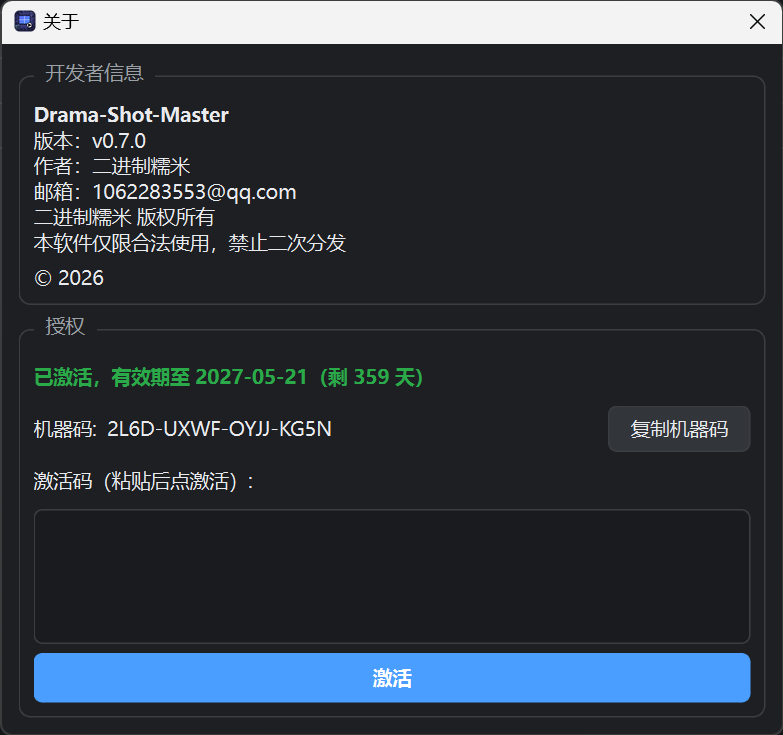 关于
开发者信息
Drama-Shot-Master
版本：v0.7.0
作者：二进制糯米
邮箱：1062283553@qq.com
二进制糯米 版权所有
本软件仅限合法使用，禁止二次分发
© 2026
授权
已激活，有效期至 2027-05-21（剩 359 天）
机器码：2L6D-UXWF-OYJJ-KG5N
复制机器码
激活码（粘贴后点激活）：
激活